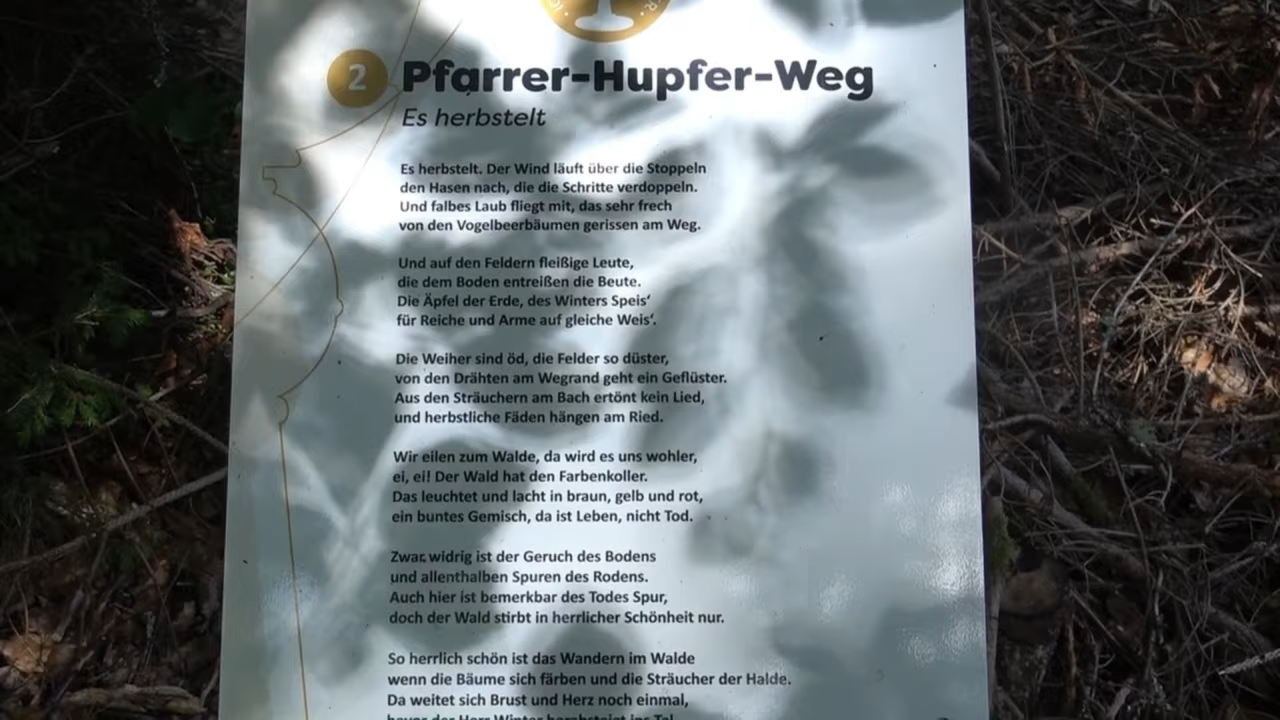 2 Pfarrer-Hupfer-Weg
Es herbstelt
Es herbstelt. Der Wind läuft über die Stoppeln
den Hasen nach, die die Schritte verdoppeln.
Und falbes Laub fliegt mit, das sehr frech
von den Vogelbeerbäumen gerissen am Weg.
Und auf den Feldern fleißige Leute,
die dem Boden entreißen die Beute.
Die Äpfel der Erde, des Winters Speis‘
für Reiche und Arme auf gleiche Weis‘.
Die Weiher sind öd, die Felder so düster,
von den Drähten am Wegrand geht ein Geflüster.
Aus den Sträuchern am Bach ertönt kein Lied,
und herbstliche Fäden hängen am Ried.
Wir eilen zum Walde, da wird es uns wohler,
ei, ei! Der Wald hat den Farbenkoller.
Das leuchtet und lacht in braun, gelb und rot,
ein buntes Gemisch, da ist Leben, nicht Tod.
Zwar widrig ist der Geruch des Bodens
und allenthalben Spuren des Rodens.
Auch hier ist bemerkbar des Todes Spur,
doch der Wald stirbt in herrlicher Schönheit nur.
So herrlich schön ist das Wandern im Walde
wenn die Bäume sich färben und die Sträucher der Halde.
Da weitet sich Brust und Herz noch einmal,
bevor der Herr Winter herabsteigt ins Tal.